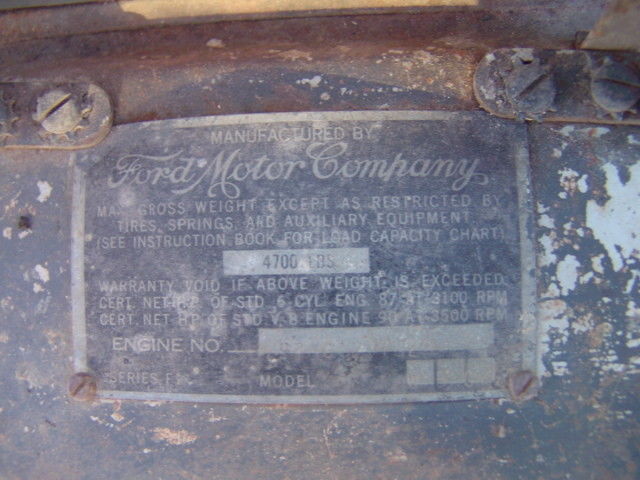 MANUFACTURED BY
Ford Motor Company
MAX. GROSS WEIGHT EXCEPT AS RESTRICTED BY
TIRES, SPRINGS, AND AUXILIARY EQUIPMENT
(SEE INSTRUCTION BOOK FOR LOAD CAPACITY CHART)
4700 LBS
WARRANTY VOID IF ABOVE WEIGHT IS EXCEEDED
CERT. NET H.P. OF STD. 6 CYL. ENG. 87 AT 3100 RPM
CERT. NET HP OF STD. V. 8 ENGINE 90 AT 3500 RPM
ENGINE NO.
SERIES MODEL